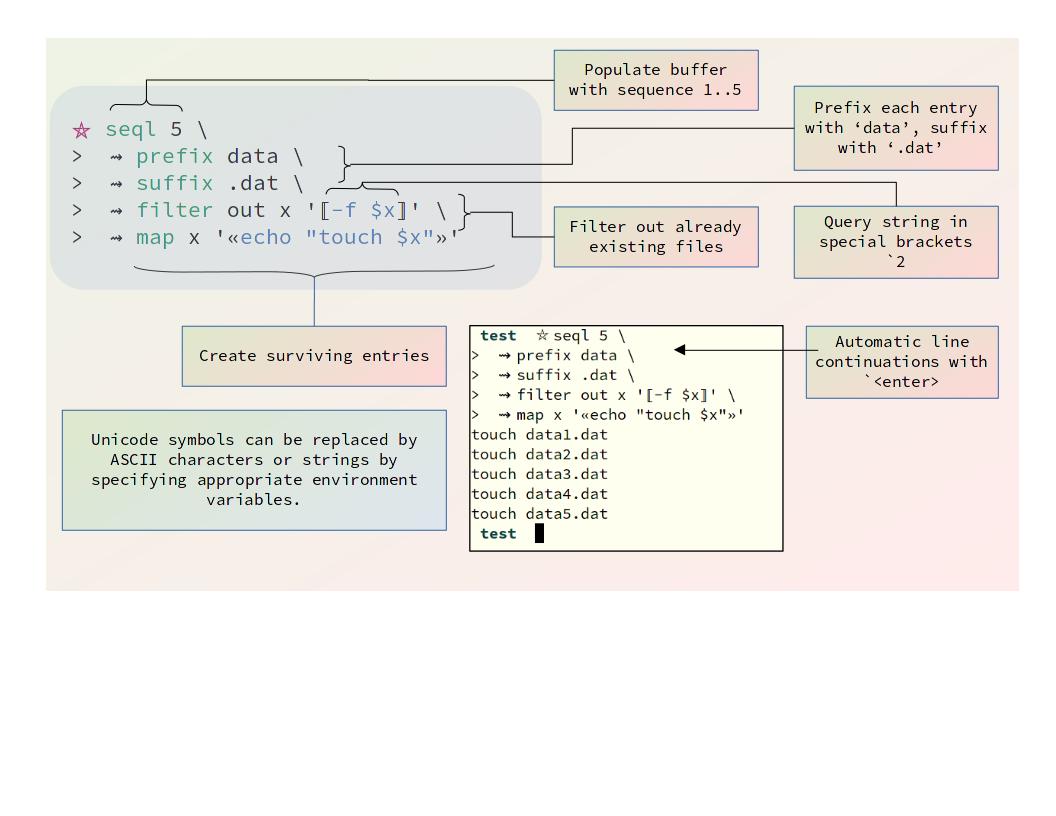 Populate buffer
with sequence 1..5
Prefix each entry
with ‘data’, suffix
with ‘.dat’
☆ seql 5 \
> ⇝ prefix data \
> ⇝ suffix .dat \
> ⇝ filter out x '⟦-f $x⟧' \
> ⇝ map x '«echo "touch $x"»'
Filter out already
existing files
Query string in
special brackets
`2
Create surviving entries
test ☆ seql 5 \
> ⇝ prefix data \
> ⇝ suffix .dat \
> ⇝ filter out x '⟦-f $x⟧' \
> ⇝ map x '«echo "touch $x"»'
touch data1.dat
touch data2.dat
touch data3.dat
touch data4.dat
touch data5.dat
test
Automatic line
continuations with
`<enter>
Unicode symbols can be replaced by
ASCII characters or strings by
specifying appropriate environment
variables.